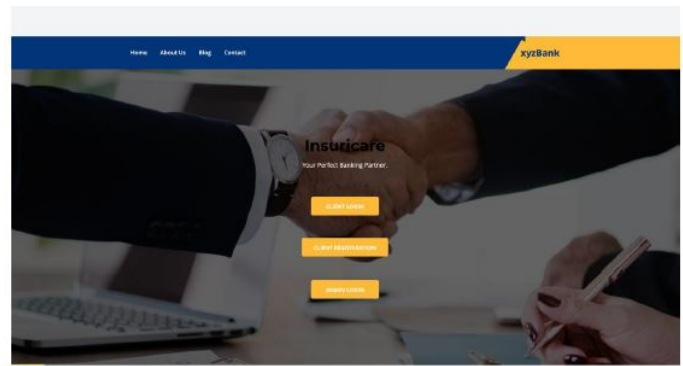 Home About Us Blog Contact
xyzBank
Insuricare
Your Perfect Banking Partner.
CLIENT LOGIN
CLIENT REGISTRATION
ADMIN LOGIN